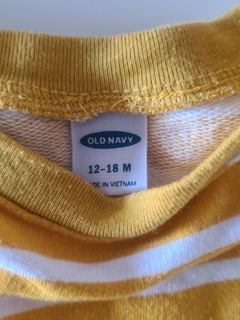 OLD NAVY
12-18 M
DE IN VIETNAM